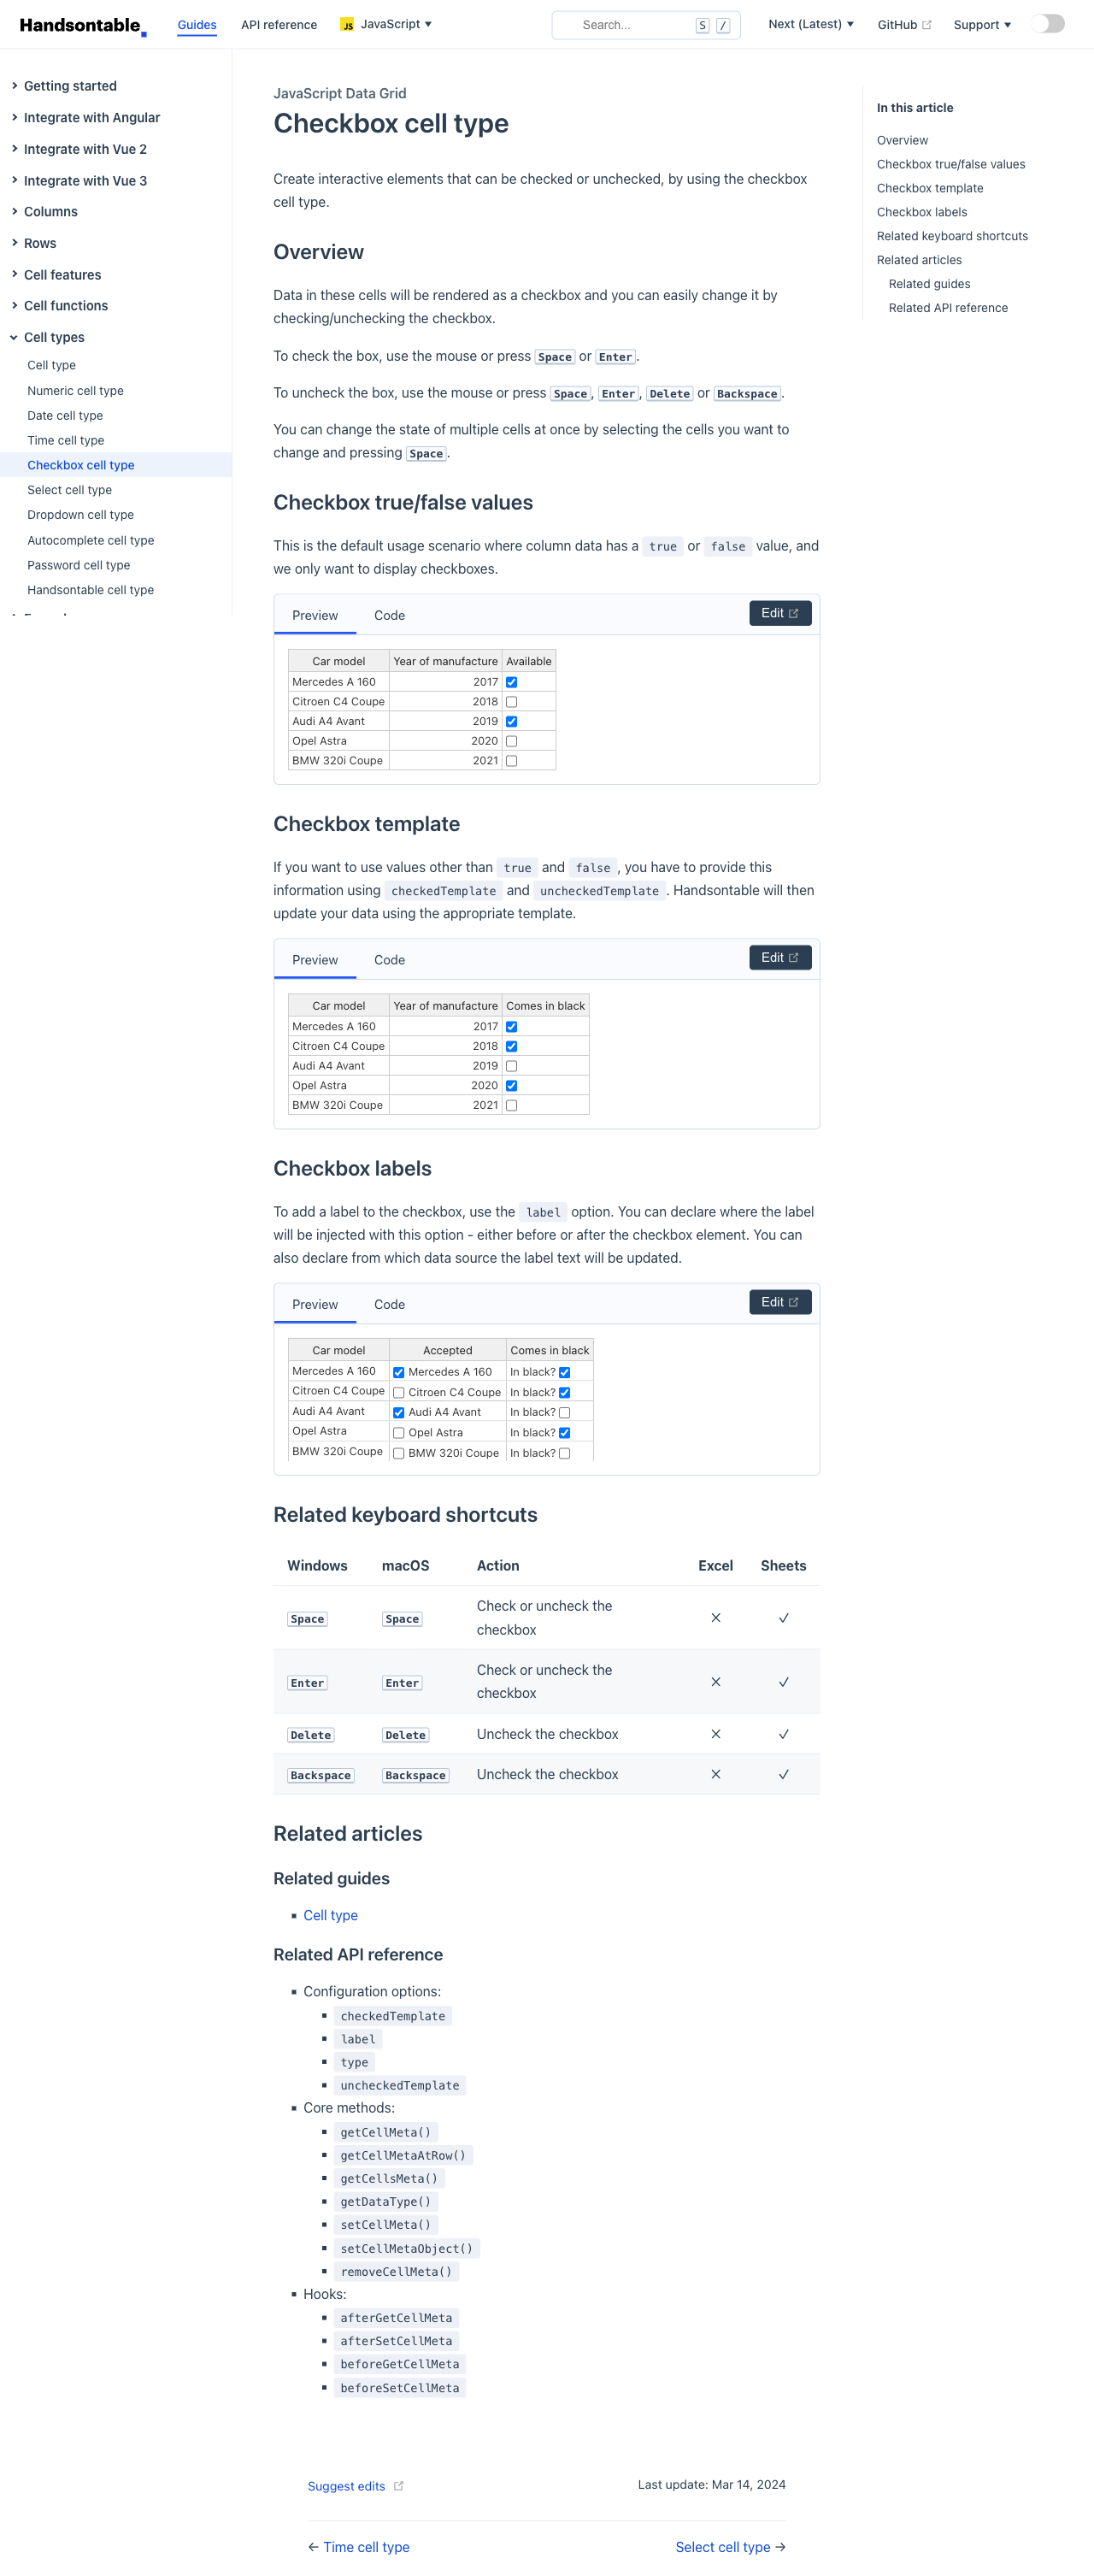 Handsontable
Guides
API reference
JS
JavaScript
Search...
S
/
Next (Latest)
GitHub
Support
Getting started
Integrate with Angular
Integrate with Vue 2
Integrate with Vue 3
Columns
Rows
Cell features
Cell functions
Cell types
Cell type
Numeric cell type
Date cell type
Time cell type
Checkbox cell type
Select cell type
Dropdown cell type
Autocomplete cell type
Password cell type
Handsontable cell type
JavaScript Data Grid
Checkbox cell type
Create interactive elements that can be checked or unchecked, by using the checkbox
cell type.
Overview
Data in these cells will be rendered as a checkbox and you can easily change it by
checking/unchecking the checkbox.
To check the box, use the mouse or press Space or Enter.
To uncheck the box, use the mouse or press Space, Enter, Delete or Backspace.
You can change the state of multiple cells at once by selecting the cells you want to
change and pressing Space.
Checkbox true/false values
This is the default usage scenario where column data has a true or false value, and
we only want to display checkboxes.
Preview Code Edit
Car model Year of manufacture Available
Mercedes A 160 2017
Citroen C4 Coupe 2018
Audi A4 Avant 2019
Opel Astra 2020
BMW 320i Coupe 2021
Checkbox template
If you want to use values other than true and false, you have to provide this
information using checkedTemplate and uncheckedTemplate. Handsontable will then
update your data using the appropriate template.
Preview Code Edit
Car model Year of manufacture Comes in black
Mercedes A 160 2017
Citroen C4 Coupe 2018
Audi A4 Avant 2019
Opel Astra 2020
BMW 320i Coupe 2021
Checkbox labels
To add a label to the checkbox, use the label option. You can declare where the label
will be injected with this option - either before or after the checkbox element. You can
also declare from which data source the label text will be updated.
Preview Code Edit
Car model Accepted Comes in black
Mercedes A 160 Mercedes A 160 In black?
Citroen C4 Coupe Citroen C4 Coupe In black?
Audi A4 Avant Audi A4 Avant In black?
Opel Astra Opel Astra In black?
BMW 320i Coupe BMW 320i Coupe In black?
Related keyboard shortcuts
Windows macOS Action Excel Sheets
Space Space Check or uncheck the
checkbox
Enter Enter Check or uncheck the
checkbox
Delete Delete Uncheck the checkbox
Backspace Backspace Uncheck the checkbox
Related articles
Related guides
Cell type
Related API reference
Configuration options:
checkedTemplate
label
type
uncheckedTemplate
Core methods:
getCellMeta()
getCellMetaAtRow()
getCellsMeta()
getDataType()
setCellMeta()
setCellMetaObject()
removeCellMeta()
Hooks:
afterGetCellMeta
afterSetCellMeta
beforeGetCellMeta
beforeSetCellMeta
Suggest edits
Last update: Mar 14, 2024
← Time cell type
Select cell type →
In this article
Overview
Checkbox true/false values
Checkbox template
Checkbox labels
Related keyboard shortcuts
Related articles
Related guides
Related API reference